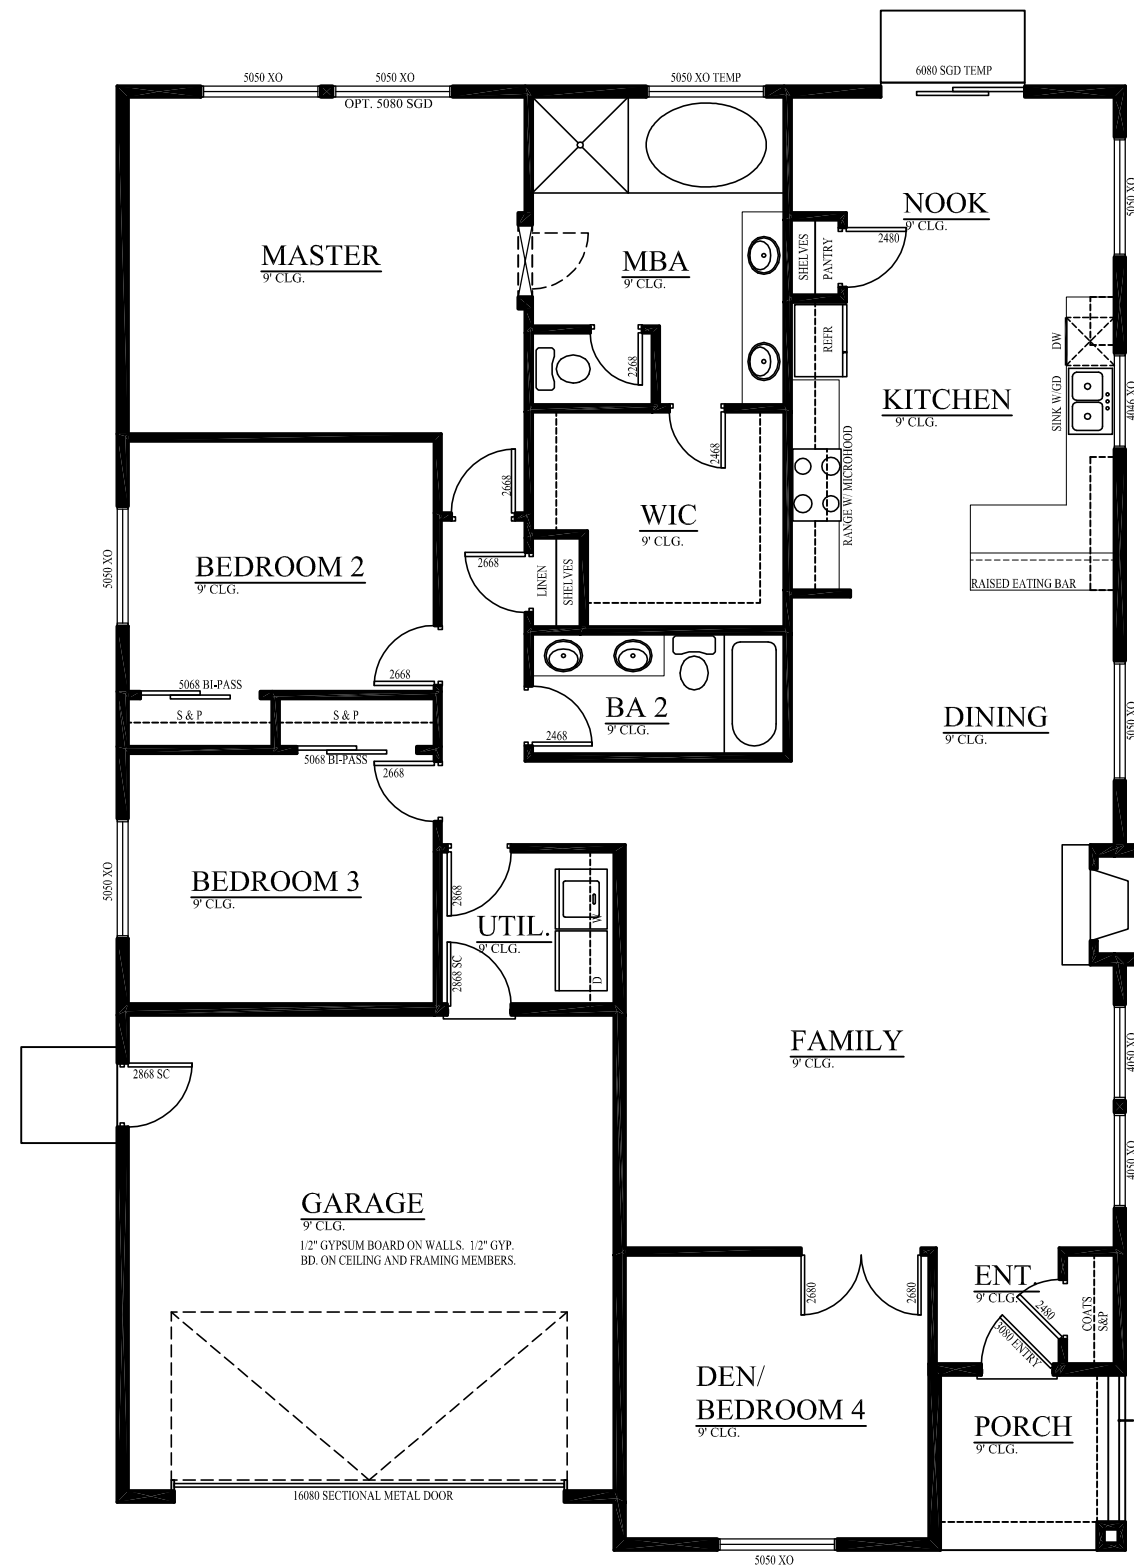 5050 XO
5050 XO
OPT. 5080 SGD
5050 XO TEMP
6080 SGD TEMP
5050 XO
NOOK
9' CLG.
2480
SHELVES
PANTRY
MASTER
9' CLG.
MBA
9' CLG.
2268
REFR
DW
SINK W/GD
4046 XO
KITCHEN
9' CLG.
RANGE W/ MICROHOOD
2468
2668
WIC
9' CLG.
BEDROOM 2
9' CLG.
5050 XO
2668
LINEN
SHELVES
RAISED EATING BAR
2668
5068 BI-PASS
S & P
S & P
5068 BI-PASS
2668
BA 2
9' CLG.
2468
DINING
9' CLG.
5050 XO
BEDROOM 3
9' CLG.
5050 XO
2868
UTIL.
9' CLG.
W
D
2868 SC
FAMILY
9' CLG.
4050 XO
4050 XO
2868 SC
GARAGE
9' CLG.
1/2" GYPSUM BOARD ON WALLS. 1/2" GYP.
BD. ON CEILING AND FRAMING MEMBERS.
16080 SECTIONAL METAL DOOR
2680
2680
ENT.
9' CLG.
2480
COATS
S&P
3080 ENTRY
DEN/
BEDROOM 4
9' CLG.
PORCH
9' CLG.
5050 XO